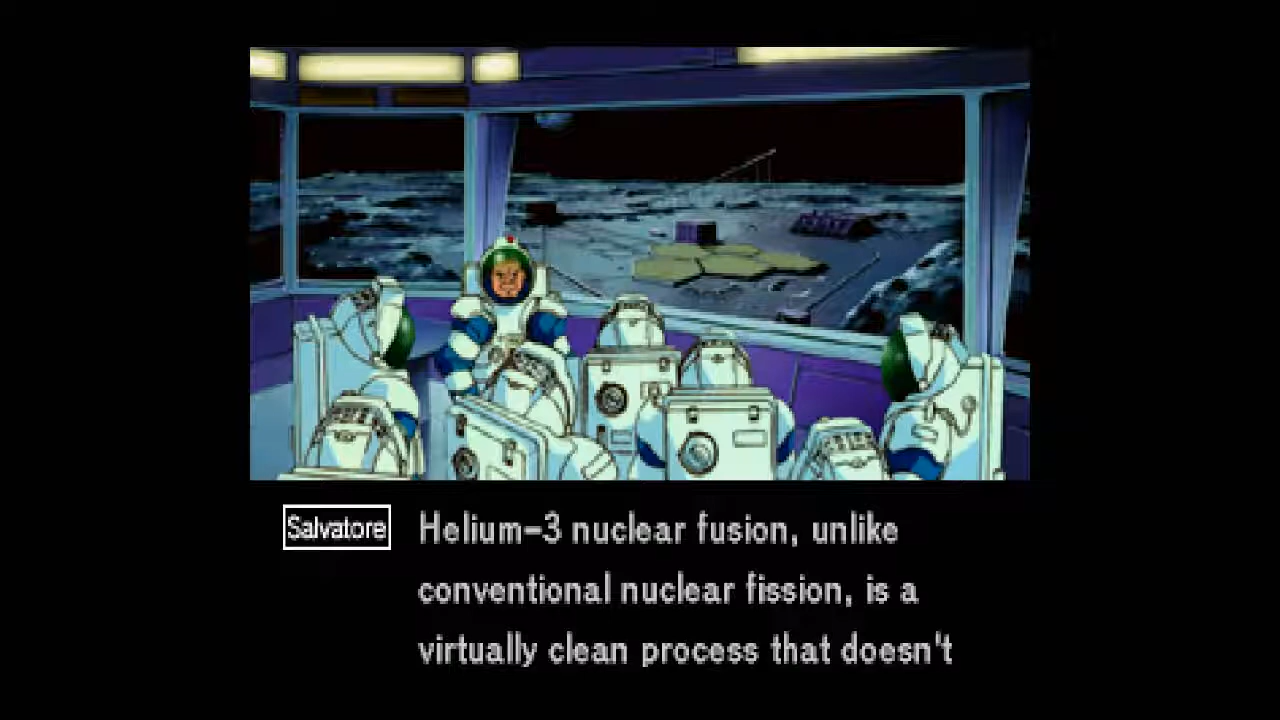 Salvatore
Helium-3 nuclear fusion, unlike
conventional nuclear fission, is a
virtually clean process that doesn't